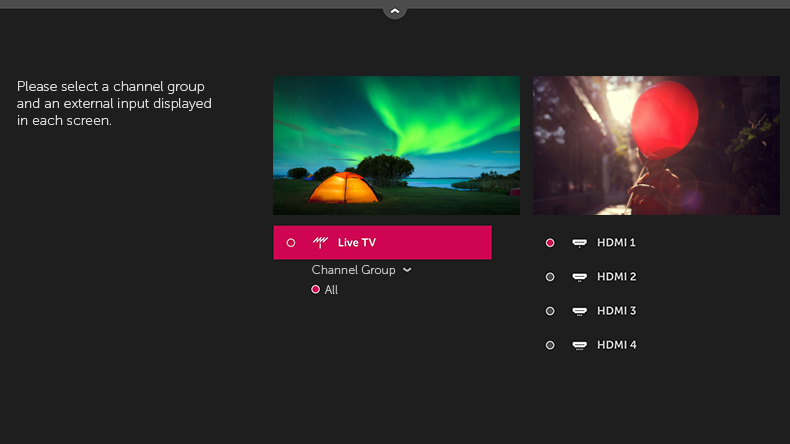 Please select a channel group
and an external input displayed
in each screen.
Live TV
Channel Group
All
HDMI 1
HDMI 2
HDMI 3
HDMI 4